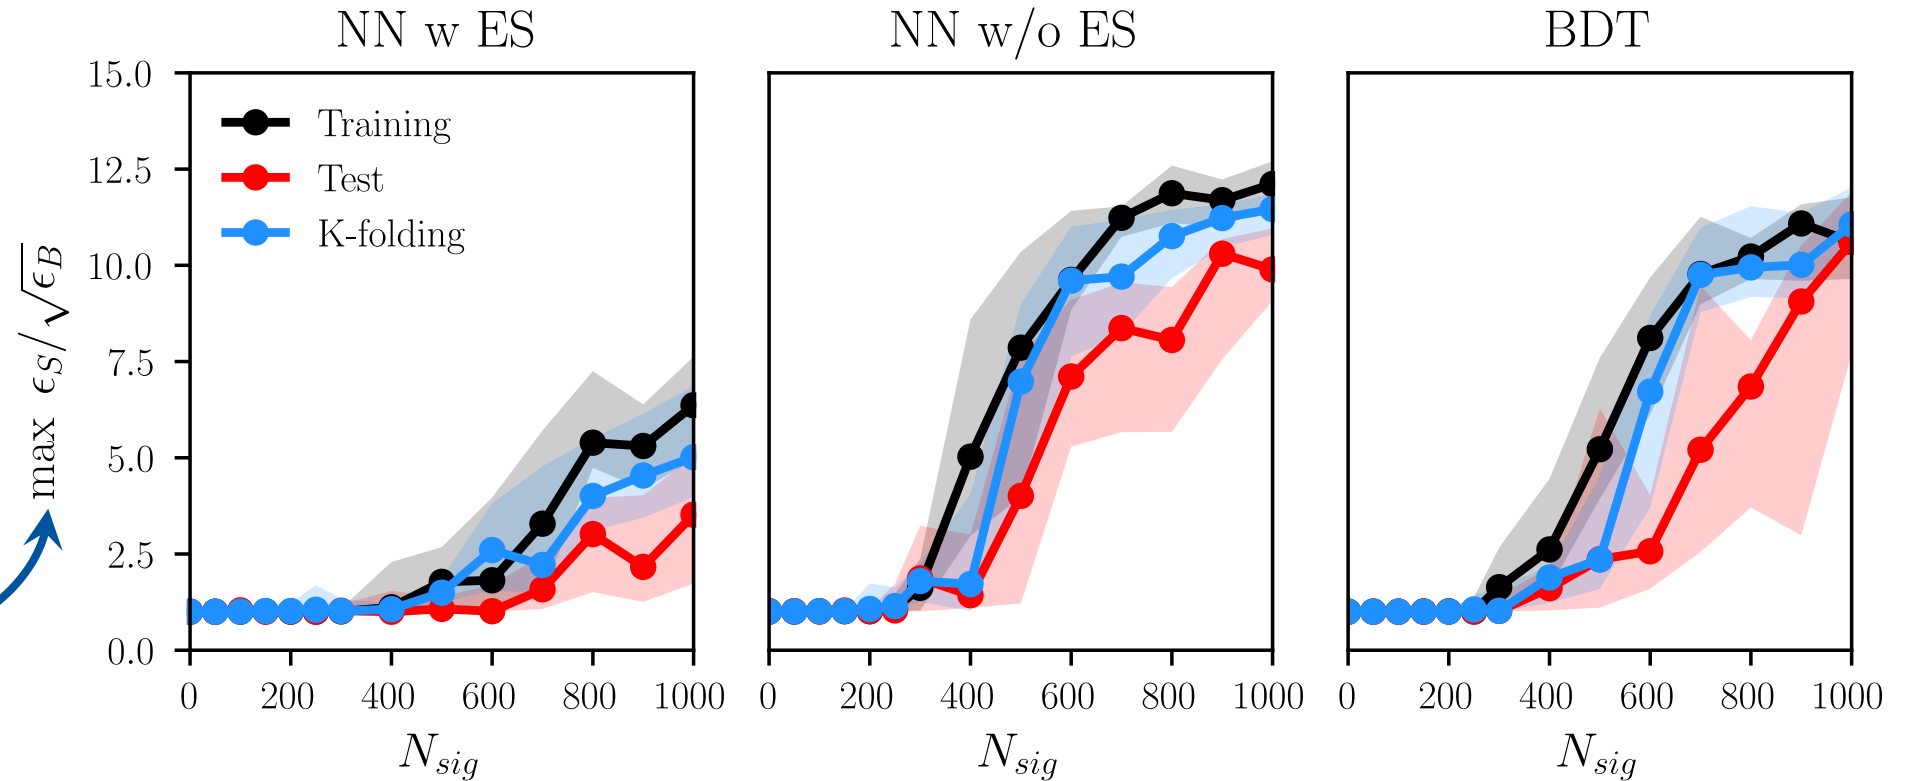 NN w ES
NN w/o ES
BDT
max ϵ_S/√ϵ_B
15.0
12.5
10.0
7.5
5.0
2.5
0.0
Training
Test
K-folding
0 200 400 600 800 1000
0 200 400 600 800 1000
0 200 400 600 800 1000
N_sig
N_sig
N_sig